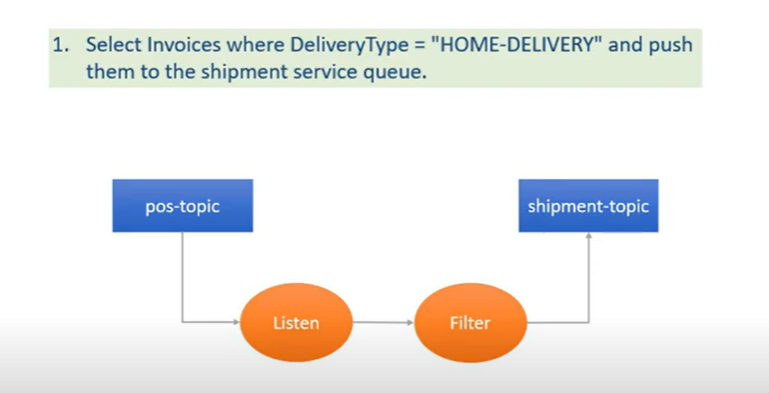 1. Select Invoices where DeliveryType = "HOME-DELIVERY" and push
them to the shipment service queue.
pos-topic
shipment-topic
Listen
Filter